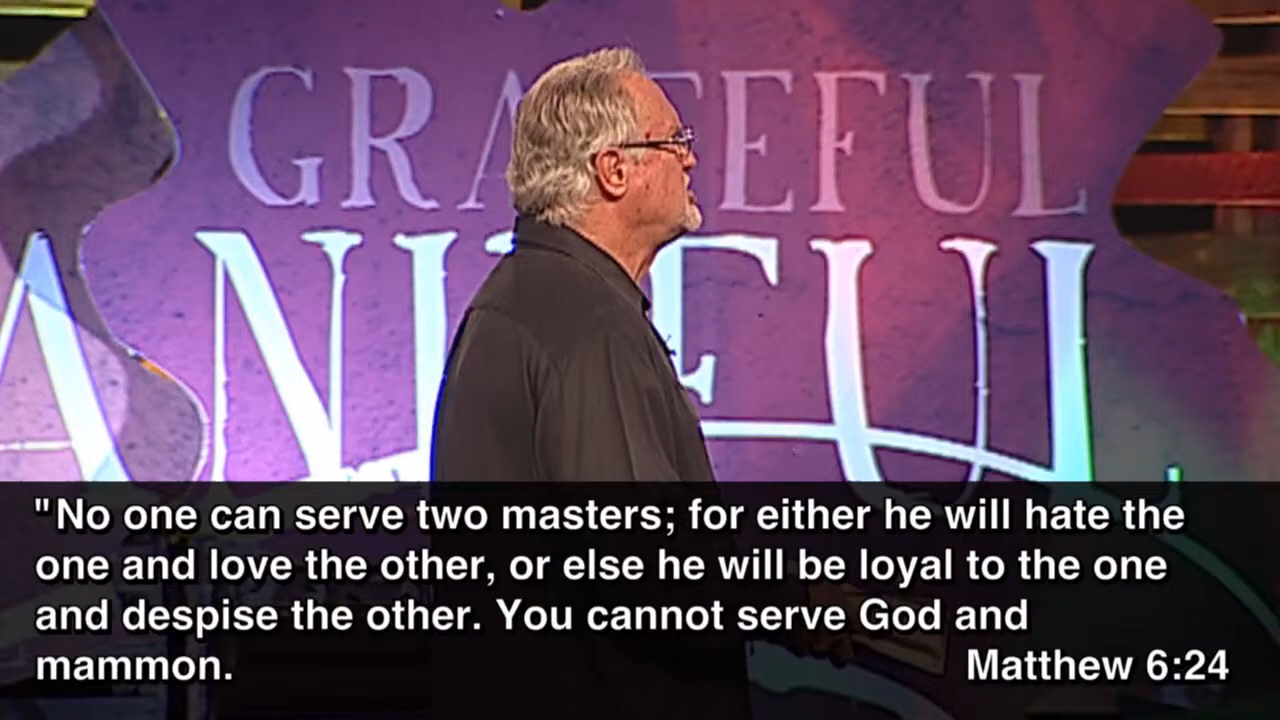 GRATEFUL
ANKFUL
"No one can serve two masters; for either he will hate the
one and love the other, or else he will be loyal to the one
and despise the other. You cannot serve God and
mammon. Matthew 6:24